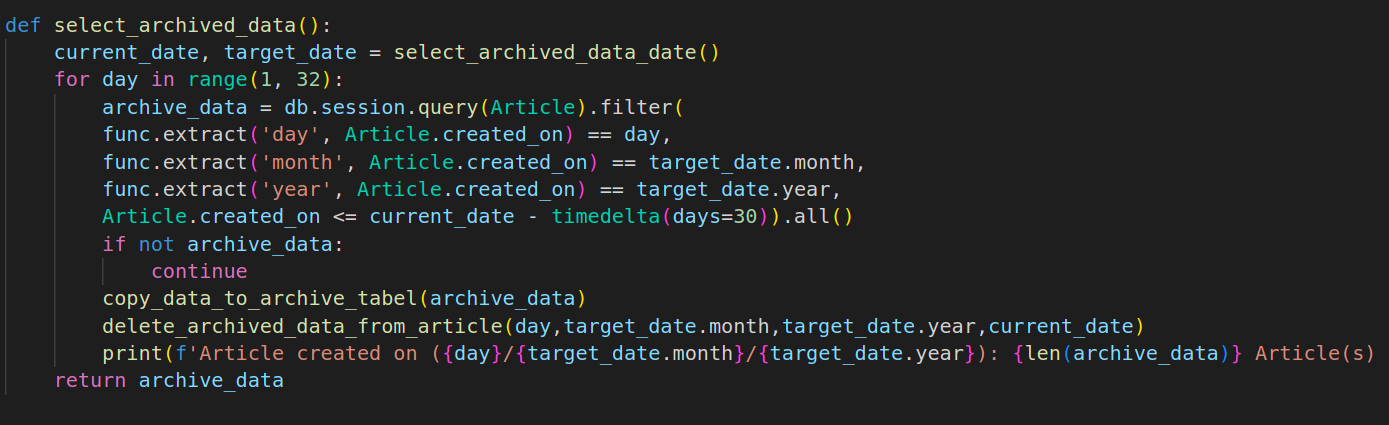 def select_archived_data():
    current_date, target_date = select_archived_data_date()
    for day in range(1, 32):
        archive_data = db.session.query(Article).filter(
        func.extract('day', Article.created_on) == day,
        func.extract('month', Article.created_on) == target_date.month,
        func.extract('year', Article.created_on) == target_date.year,
        Article.created_on <= current_date - timedelta(days=30)).all()
        if not archive_data:
            continue
        copy_data_to_archive_tabel(archive_data)
        delete_archived_data_from_article(day,target_date.month,target_date.year,current_date)
        print(f'Article created on ({day}/{target_date.month}/{target_date.year}): {len(archive_data)} Article(s)
    return archive_data